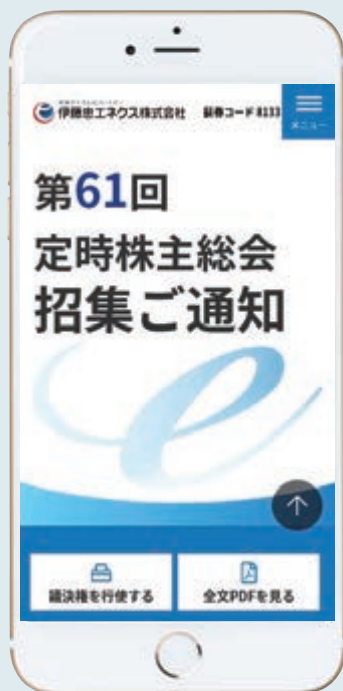 伊藤忠エネクス株式会社 証券コード 8133
メニュー
第61回
定時株主総会
招集ご通知
議決権を行使する 全文PDFを見る